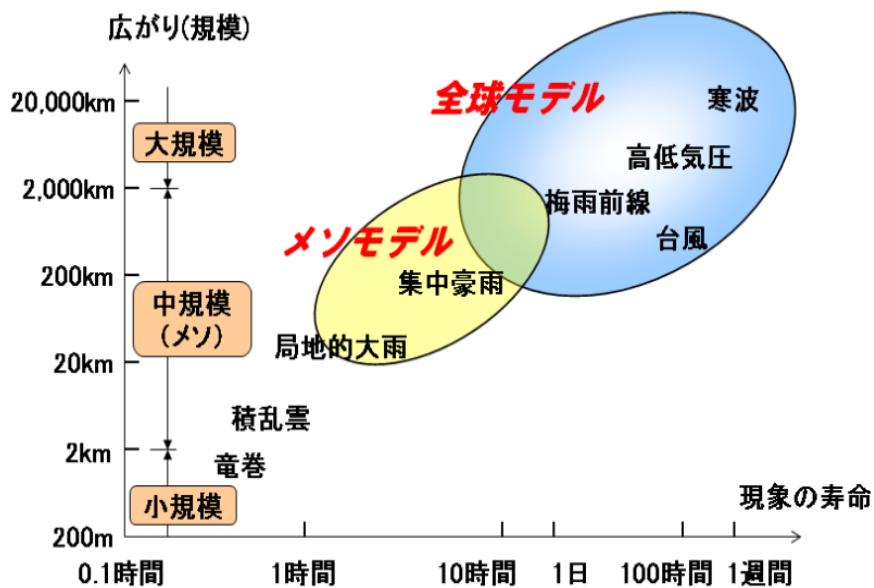 広がり(規模)
20,000km
大規模
2,000km
200km
中規模
(メソ)
20km
2km
小規模
200m
全球モデル
寒波
高低気圧
梅雨前線
台風
メソモデル
集中豪雨
局地的大雨
積乱雲
竜巻
現象の寿命
0.1時間
1時間
10時間
1日
100時間
1週間